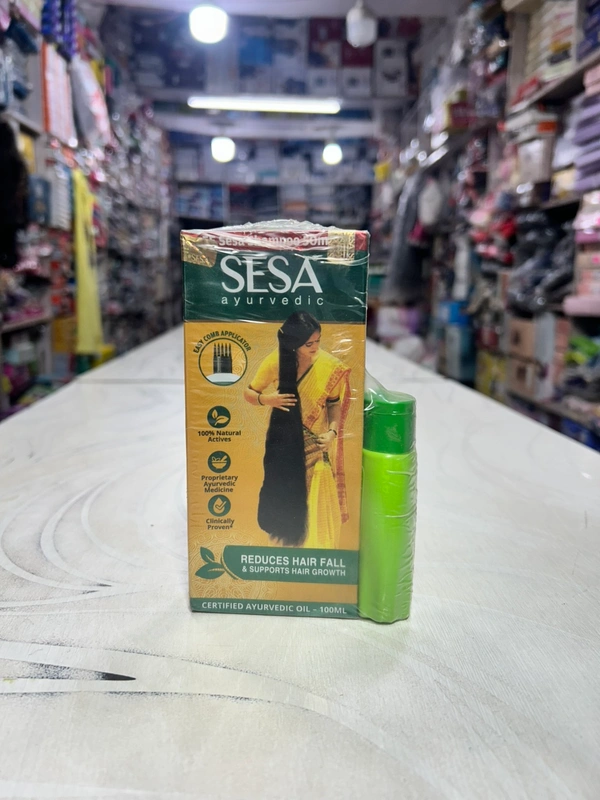 Sesa Shampoo 30ml
SESA
ayurvedic
EASY COMB APPLICATOR
100% Natural
Actives
Proprietary
Ayurvedic
Medicine
Clinically
Proven
REDUCES HAIR FALL
& SUPPORTS HAIR GROWTH
CERTIFIED AYURVEDIC OIL - 100ML